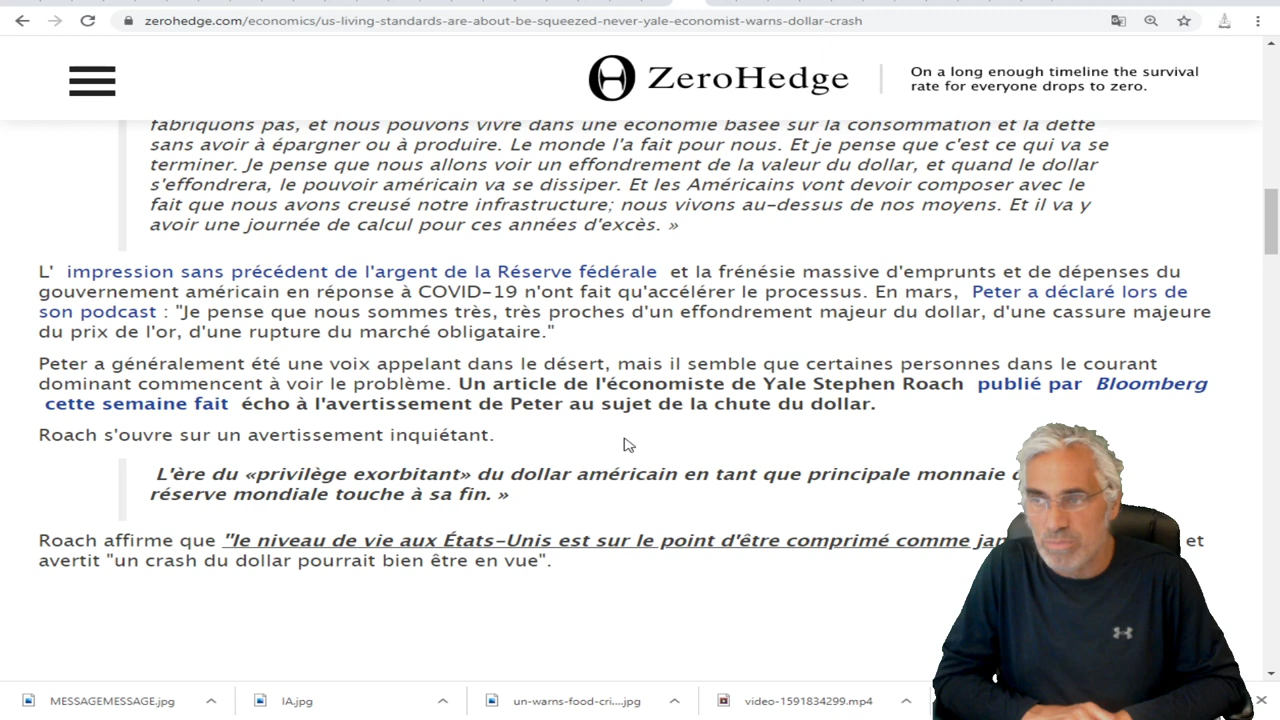 zerohedge.com/economics/us-living-standards-are-about-be-squeezed-never-yale-economist-warns-dollar-crash
ZeroHedge
On a long enough timeline the survival
rate for everyone drops to zero.
fabriquons pas, et nous pouvons vivre dans une économie basée sur la consommation et la dette
sans avoir à épargner ou à produire. Le monde l'a fait pour nous. Et je pense que c'est ce qui va se
terminer. Je pense que nous allons voir un effondrement de la valeur du dollar, et quand le dollar
s'effondrera, le pouvoir américain va se dissiper. Et les Américains vont devoir composer avec le
fait que nous avons creusé notre infrastructure; nous vivons au-dessus de nos moyens. Et il va y
avoir une journée de calcul pour ces années d'excès. »
L' impression sans précédent de l'argent de la Réserve fédérale et la frénésie massive d'emprunts et de dépenses du
gouvernement américain en réponse à COVID-19 n'ont fait qu'accélérer le processus. En mars, Peter a déclaré lors de
son podcast : "Je pense que nous sommes très, très proches d'un effondrement majeur du dollar, d'une cassure majeure
du prix de l'or, d'une rupture du marché obligataire."
Peter a généralement été une voix appelant dans le désert, mais il semble que certaines personnes dans le courant
dominant commencent à voir le problème. Un article de l'économiste de Yale Stephen Roach publié par Bloomberg
cette semaine fait écho à l'avertissement de Peter au sujet de la chute du dollar.
Roach s'ouvre sur un avertissement inquiétant.
L'ère du «privilège exorbitant» du dollar américain en tant que principale monnaie
réserve mondiale touche à sa fin. »
Roach affirme que "le niveau de vie aux États-Unis est sur le point d'être comprimé comme et
avertit "un crash du dollar pourrait bien être en vue".
MESSAGEMESSAGE.jpg
IA.jpg
un-warns-food-cri....jpg
video-1591834299.mp4